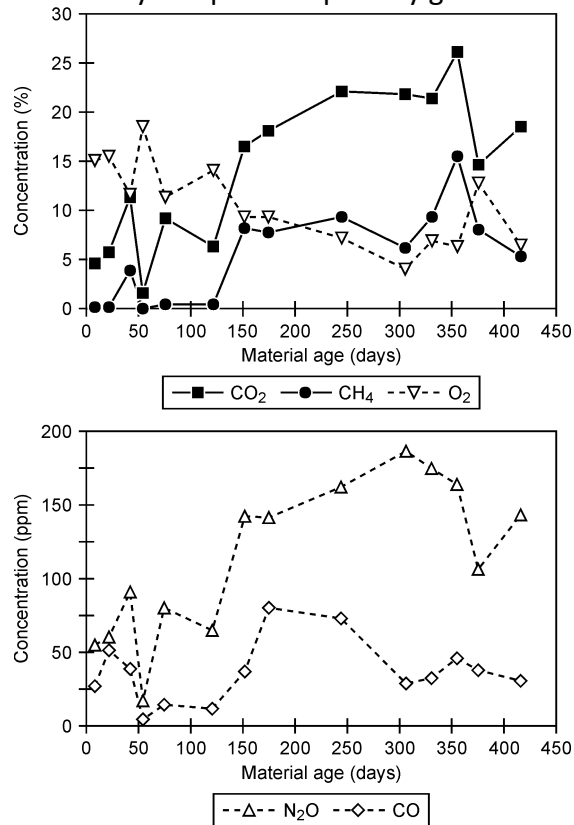 30
25
20
15
10
5
0
Concentration (%)
0 50 100 150 200 250 300 350 400 450
Material age (days)
CO₂ CH₄ O₂
200
150
100
50
0
Concentration (ppm)
0 50 100 150 200 250 300 350 400 450
Material age (days)
N₂O CO